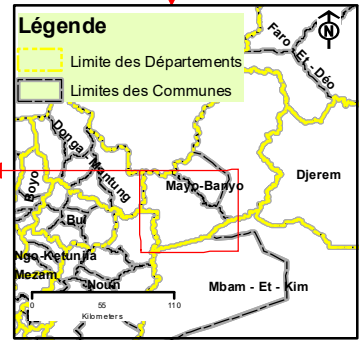 Légende
Limite des Départements
Limites des Communes
N
Faro
Et - Déo
Donga - Mantung
Djerem
Mayo-Banyo
Boyo
Bui
Ngo-Ketunjia
Mezam
Noun
Mbam - Et - Kim
0 55 110
Kilometers